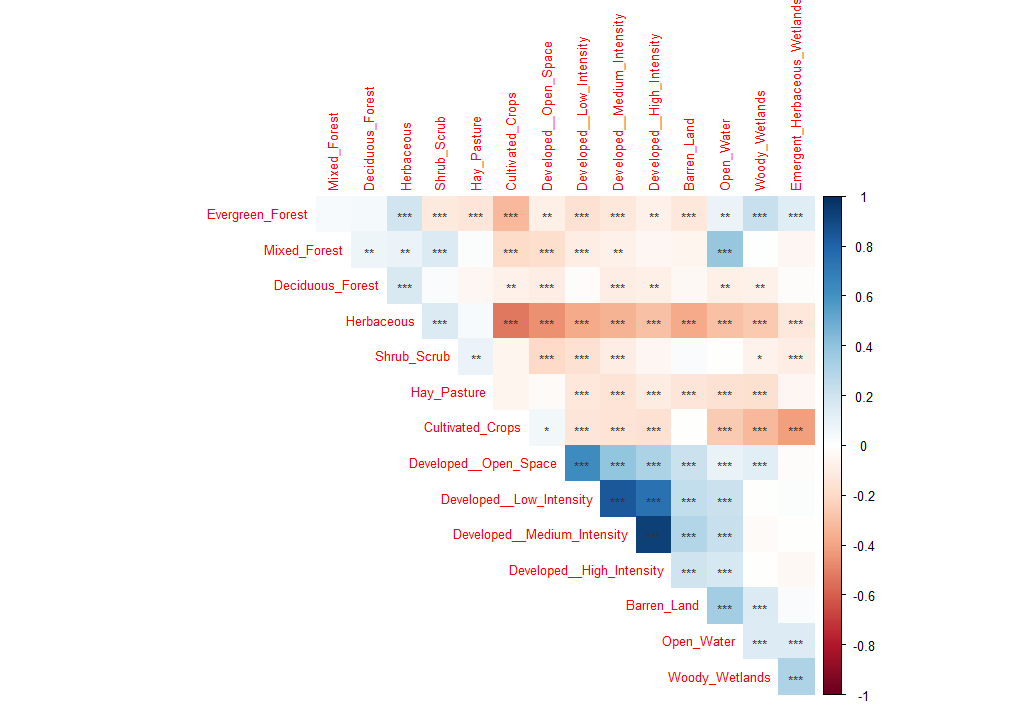 Mixed_Forest
Deciduous_Forest
Herbaceous
Shrub_Scrub
Hay_Pasture
Cultivated_Crops
Developed__Open_Space
Developed__Low_Intensity
Developed__Medium_Intensity
Developed__High_Intensity
Barren_Land
Open_Water
Woody_Wetlands
Emergent_Herbaceous_Wetlands
Evergreen_Forest *** *** *** *** ** *** *** ** *** ** *** ***
Mixed_Forest ** ** *** *** *** *** ** ***
Deciduous_Forest *** ** *** *** ** ** **
Herbaceous *** *** *** *** *** *** *** *** *** ***
Shrub_Scrub ** *** *** *** * ***
Hay_Pasture *** *** *** *** *** ***
Cultivated_Crops * *** *** *** *** *** ***
Developed__Open_Space *** *** *** *** *** ***
Developed__Low_Intensity *** *** *** ***
Developed__Medium_Intensity *** *** ***
Developed__High_Intensity *** ***
Barren_Land *** ***
Open_Water *** ***
Woody_Wetlands ***
1
0.8
0.6
0.4
0.2
0
-0.2
-0.4
-0.6
-0.8
-1